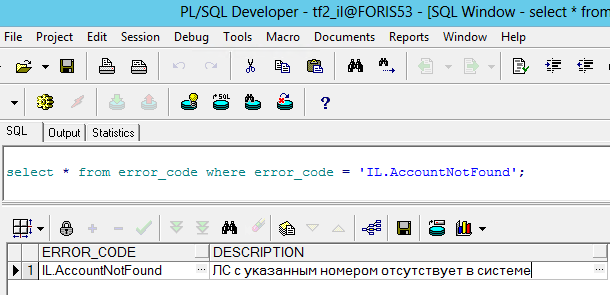 PL/SQL Developer - tf2_il@FORIS53 - [SQL Window - select * from
File Project Edit Session Debug Tools Macro Documents Reports Window Help
SQL Output Statistics
select * from error_code where error_code = 'IL.AccountNotFound';
ERROR_CODE DESCRIPTION
1 IL.AccountNotFound ... ЛС с указанным номером отсутствует в системе ...